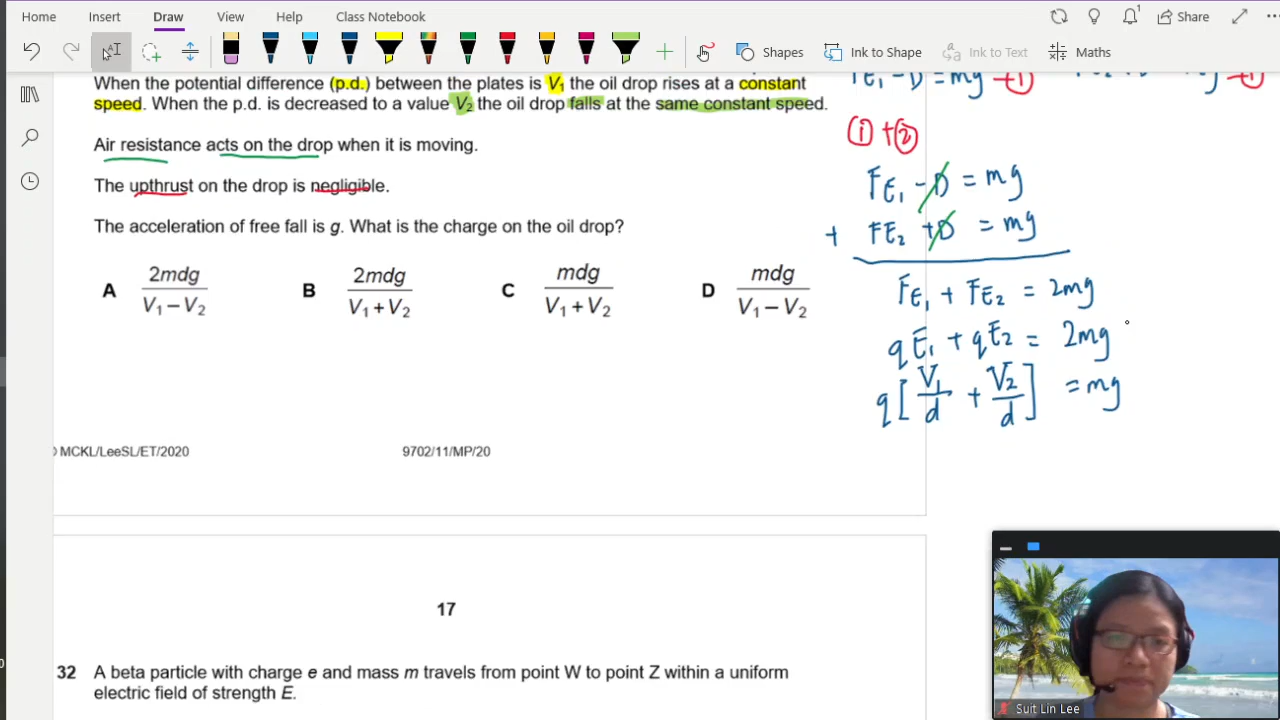 Home Insert Draw View Help Class Notebook Share
Shapes Ink to Shape Ink to Text Maths
When the potential difference (p.d.) between the plates is V₁ the oil drop rises at a constant
speed. When the p.d. is decreased to a value V₂ the oil drop falls at the same constant speed.
Air resistance acts on the drop when it is moving.
The upthrust on the drop is negligible.
The acceleration of free fall is g. What is the charge on the oil drop?
A 2mdg / V₁ – V₂ B 2mdg / V₁ + V₂ C mdg / V₁ + V₂ D mdg / V₁ – V₂
MCKL/LeeSL/ET/2020 9702/11/MP/20
17
32 A beta particle with charge e and mass m travels from point W to point Z within a uniform
electric field of strength E.
FE₁ – D = mg –①
① + ②
FE₁ – D = mg
+ FE₂ + D = mg
FE₁ + FE₂ = 2mg
qE₁ + qE₂ = 2mg
q[V₁/d + V₂/d] = mg
Suit Lin Lee